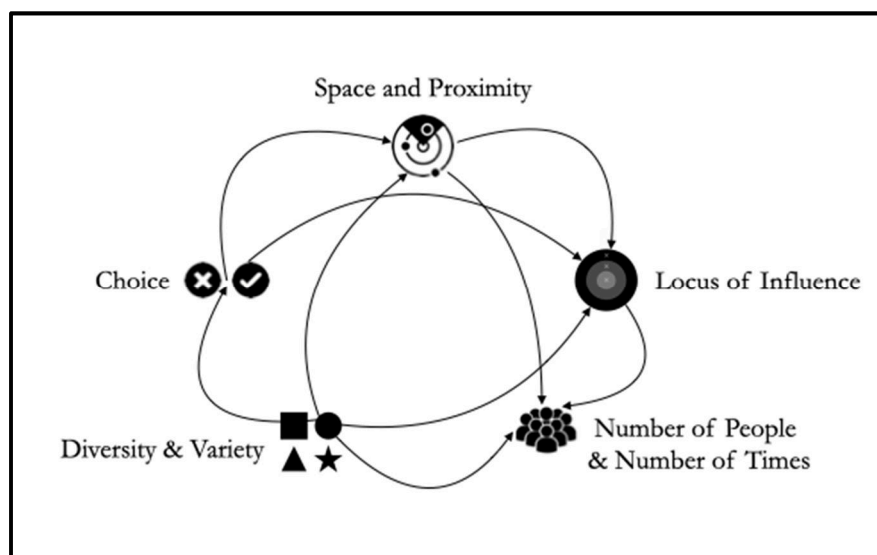 Space and Proximity
Choice
Locus of Influence
Diversity & Variety
Number of People
& Number of Times